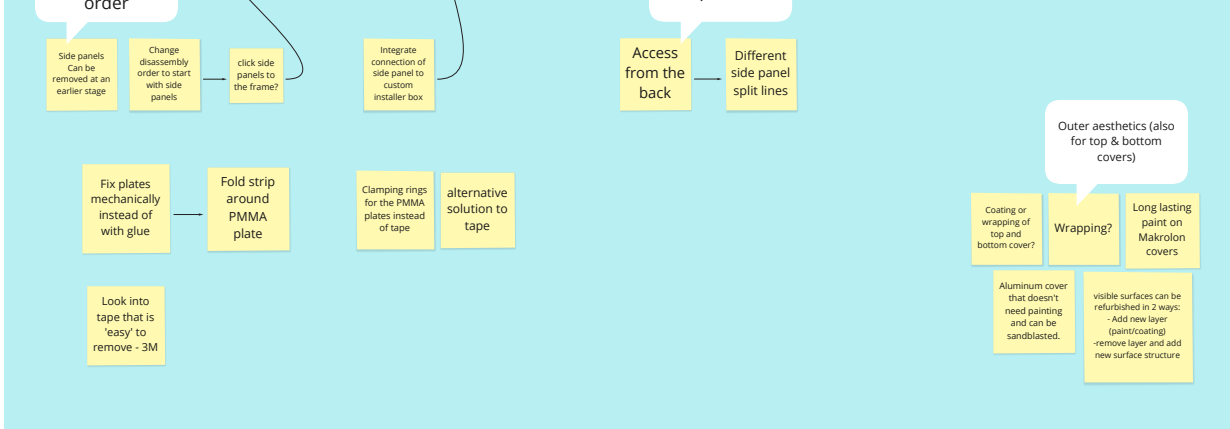 order
Side panels
Can be
removed at an
earlier stage
Change
disassembly
order to start
with side
panels
click side
panels to
the frame?
Integrate
connection of
side panel to
custom
installer box
Access
from the
back
Different
side panel
split lines
Outer aesthetics (also
for top & bottom
covers)
Fix plates
mechanically
instead of
with glue
Fold strip
around
PMMA
plate
Clamping rings
for the PMMA
plates instead
of tape
alternative
solution to
tape
Coating or
wrapping of
top and
bottom cover?
Wrapping?
Long lasting
paint on
Makrolon
covers
Look into
tape that is
'easy' to
remove - 3M
Aluminum cover
that doesn't
need painting
and can be
sandblasted.
visible surfaces can be
refurbished in 2 ways:
- Add new layer
(paint/coating)
-remove layer and add
new surface structure